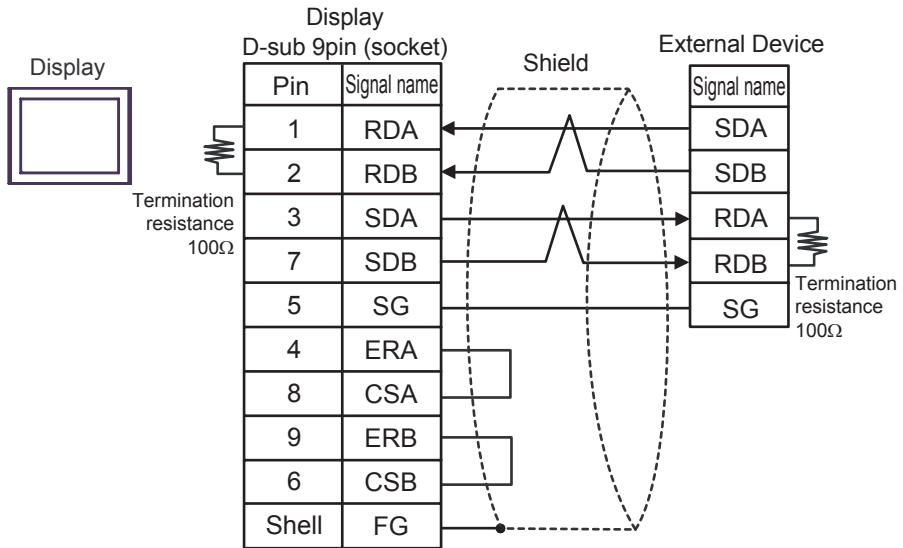 Display
Display
D-sub 9pin (socket)
Shield
External Device
Pin Signal name
Signal name
1 RDA
SDA
2 RDB
SDB
Termination
resistance
100Ω
3 SDA
RDA
7 SDB
RDB
Termination
resistance
100Ω
5 SG
SG
4 ERA
8 CSA
9 ERB
6 CSB
Shell FG